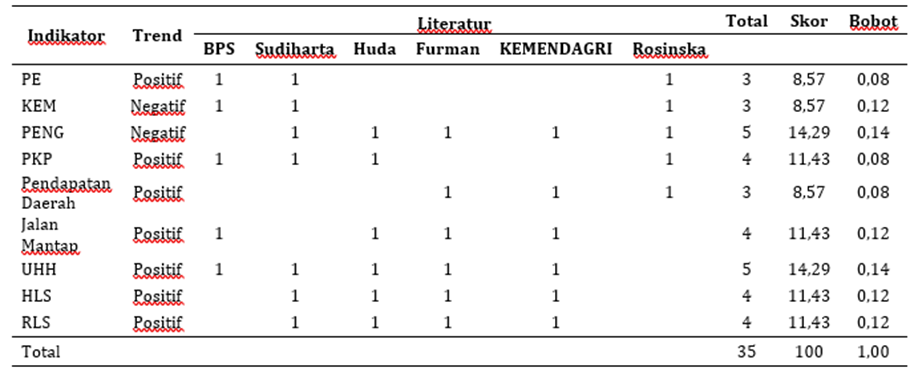 Indikator Trend Literatur Total Skor Bobot
BPS Sudiharta Huda Furman KEMENDAGRI Rosinska
PE Positif 1 1 1 3 8,57 0,08
KEM Negatif 1 1 1 3 8,57 0,12
PENG Negatif 1 1 1 1 1 5 14,29 0,14
PKP Positif 1 1 1 1 4 11,43 0,08
Pendapatan Daerah Positif 1 1 1 3 8,57 0,08
Jalan Mantap Positif 1 1 1 1 4 11,43 0,12
UHH Positif 1 1 1 1 1 5 14,29 0,14
HLS Positif 1 1 1 1 4 11,43 0,12
RLS Positif 1 1 1 1 4 11,43 0,12
Total 35 100 1,00